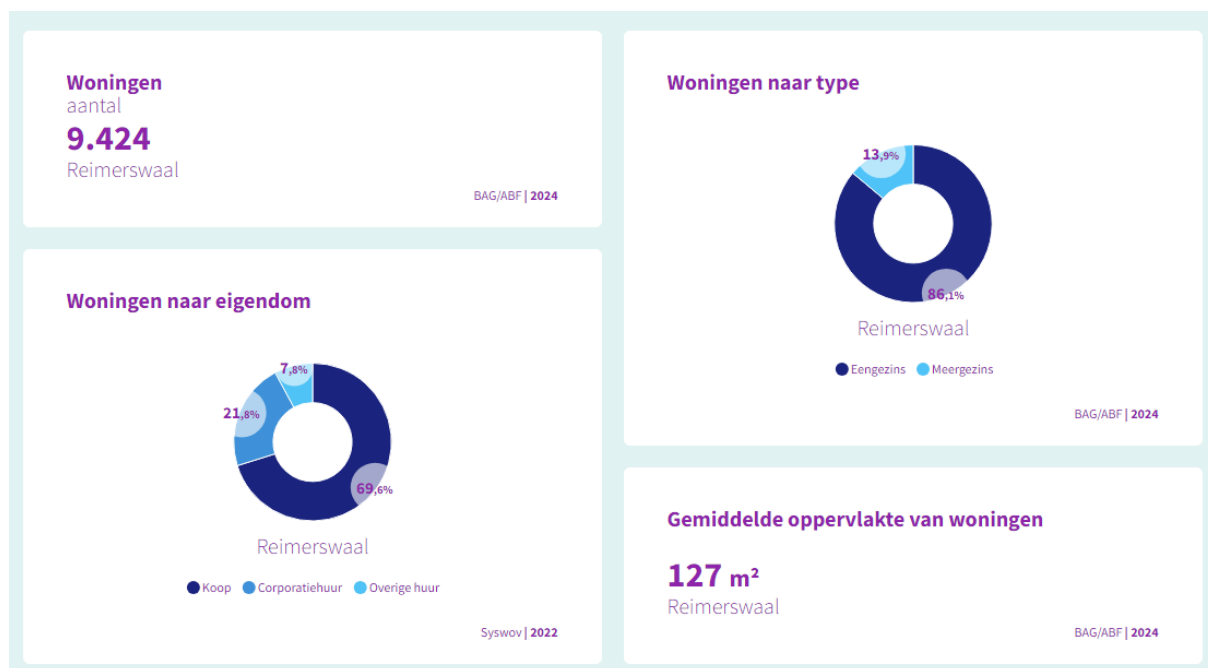 Woningen
aantal
9.424
Reimerswaal
BAG/ABF | 2024
Woningen naar eigendom
7,8%
21,8%
69,6%
Reimerswaal
Koop Corporatiehuur Overige huur
Syswov | 2022
Woningen naar type
13,9%
86,1%
Reimerswaal
Eengezins Meergezins
BAG/ABF | 2024
Gemiddelde oppervlakte van woningen
127 m²
Reimerswaal
BAG/ABF | 2024